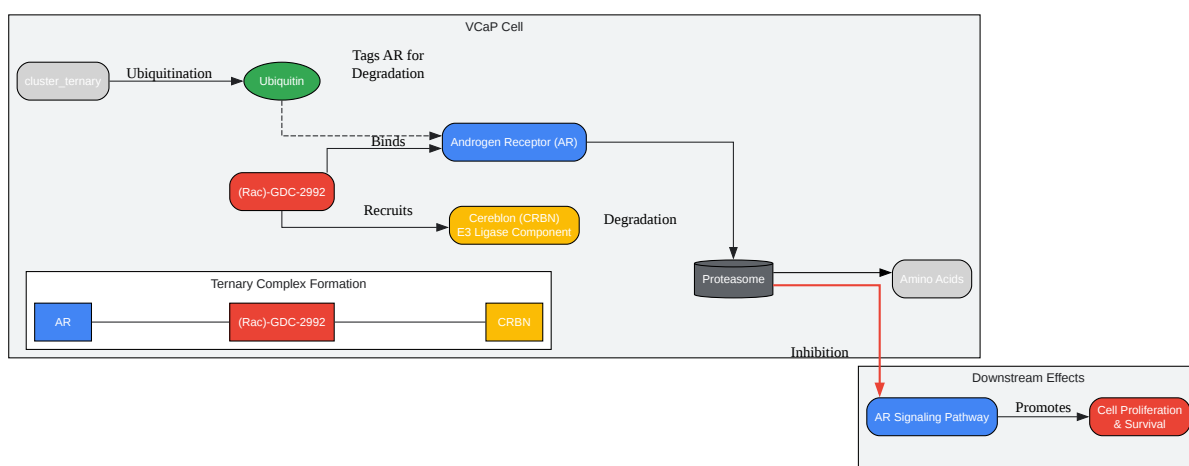 VCaP Cell
cluster_ternary
Ubiquitination
Ubiquitin
Tags AR for
Degradation
Binds
Androgen Receptor (AR)
(Rac)-GDC-2992
Recruits
Cereblon (CRBN)
E3 Ligase Component
Degradation
Proteasome
Amino Acids
Ternary Complex Formation
AR
(Rac)-GDC-2992
CRBN
Inhibition
Downstream Effects
AR Signaling Pathway
Promotes
Cell Proliferation
& Survival